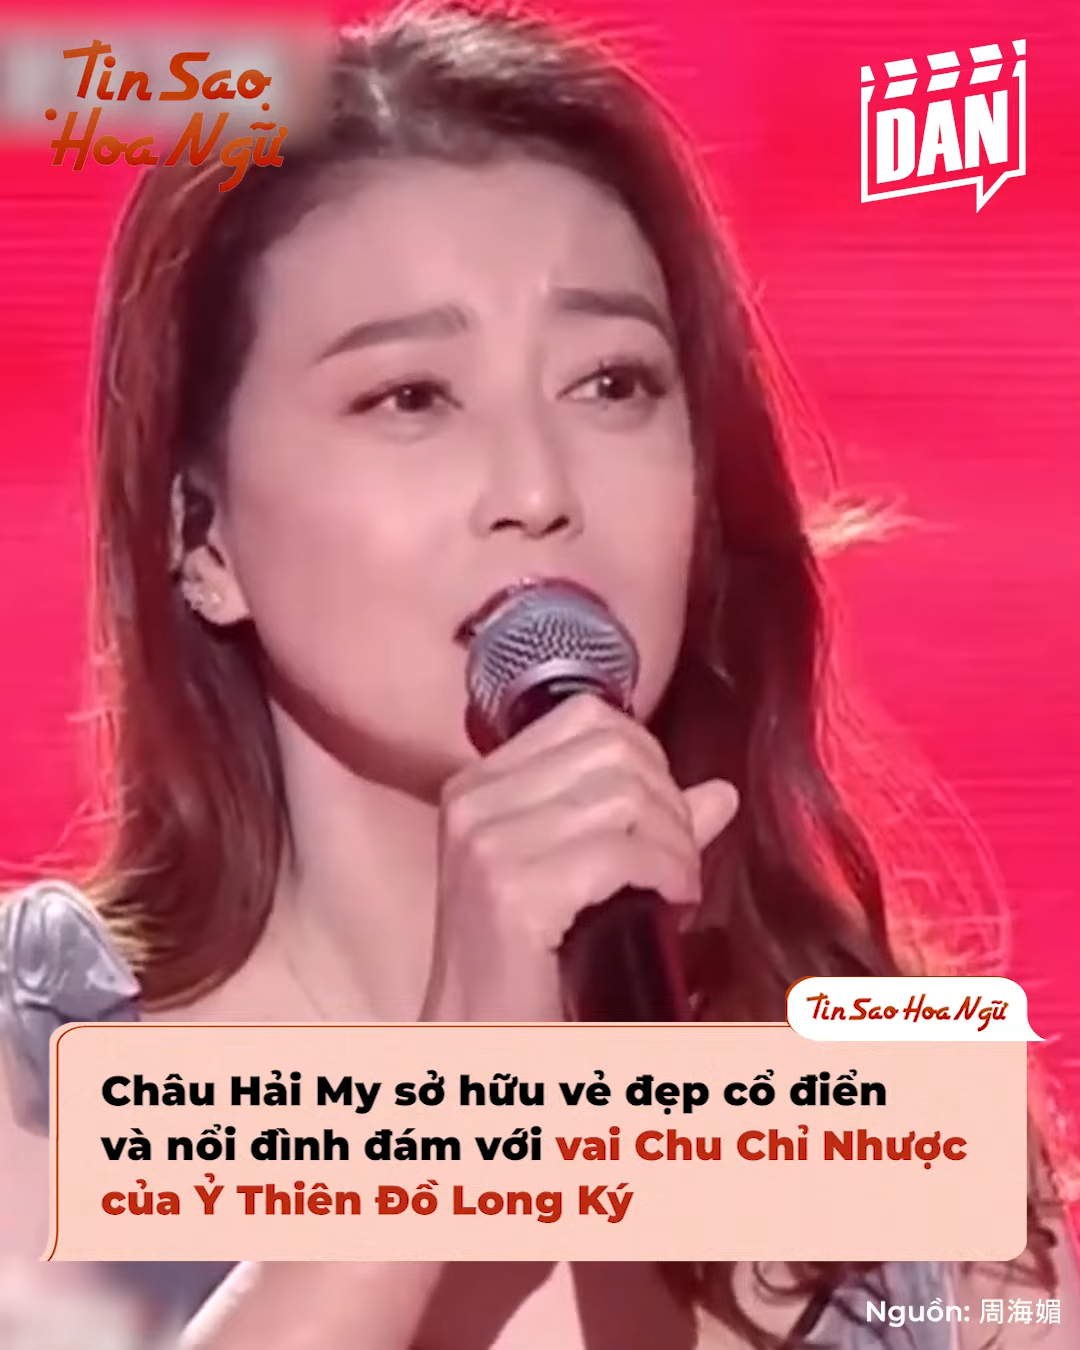 Tin Sao
Hoa Ngữ
DAN
Tin Sao Hoa Ngữ
Châu Hải My sở hữu vẻ đẹp cổ điển
và nổi đình đám với vai Chu Chỉ Nhược
của Ỷ Thiên Đồ Long Ký
Nguồn: 周海媚